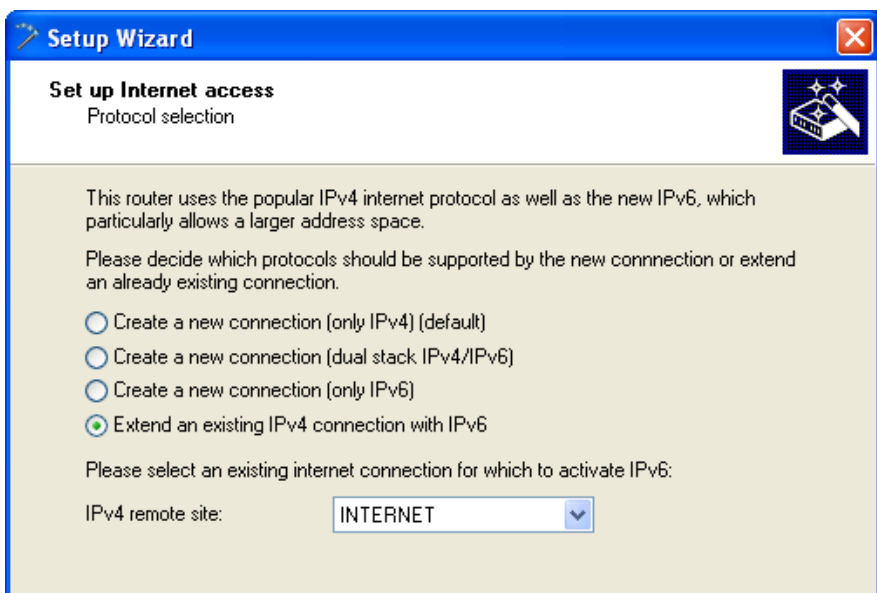 Setup Wizard
Set up Internet access
Protocol selection
This router uses the popular IPv4 internet protocol as well as the new IPv6, which
particularly allows a larger address space.
Please decide which protocols should be supported by the new connnection or extend
an already existing connection.
Create a new connection (only IPv4) (default)
Create a new connection (dual stack IPv4/IPv6)
Create a new connection (only IPv6)
Extend an existing IPv4 connection with IPv6
Please select an existing internet connection for which to activate IPv6:
IPv4 remote site: INTERNET